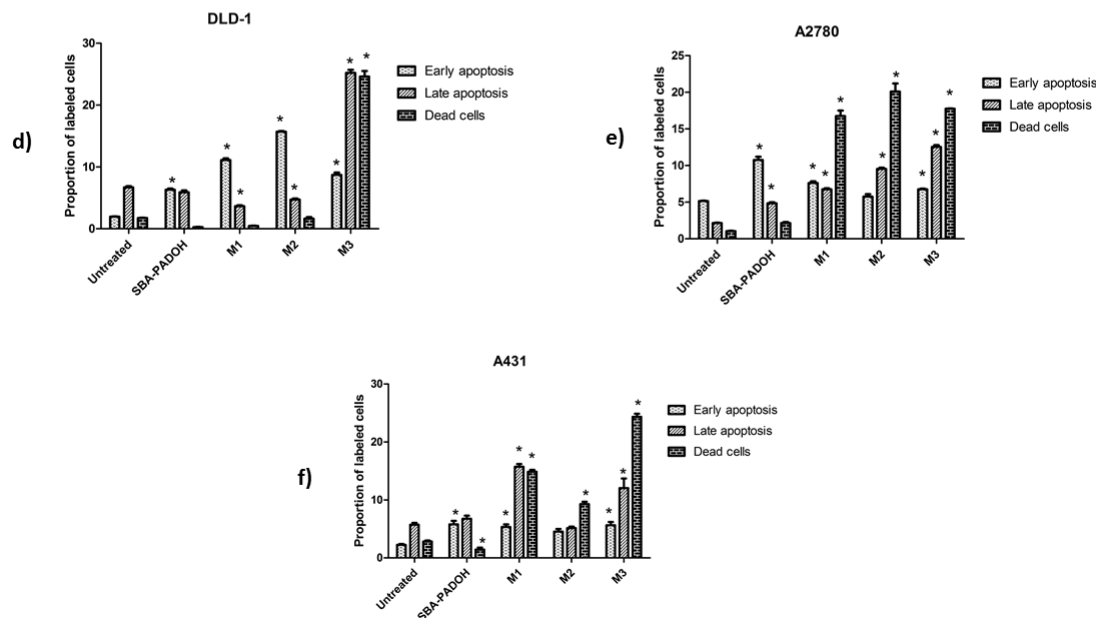 DLD-1
d)
Proportion of labeled cells
30
20
10
0
* * * * * * * *
Untreated
SBA-PADOH
M1
M2
M3
Early apoptosis
Late apoptosis
Dead cells
A2780
e)
Proportion of labeled cells
25
20
15
10
5
0
* * * * * * * * * *
Untreated
SBA-PADOH
M1
M2
M3
Early apoptosis
Late apoptosis
Dead cells
A431
f)
Proportion of labeled cells
30
20
10
0
* * * * * * * * *
Untreated
SBA-PADOH
M1
M2
M3
Early apoptosis
Late apoptosis
Dead cells